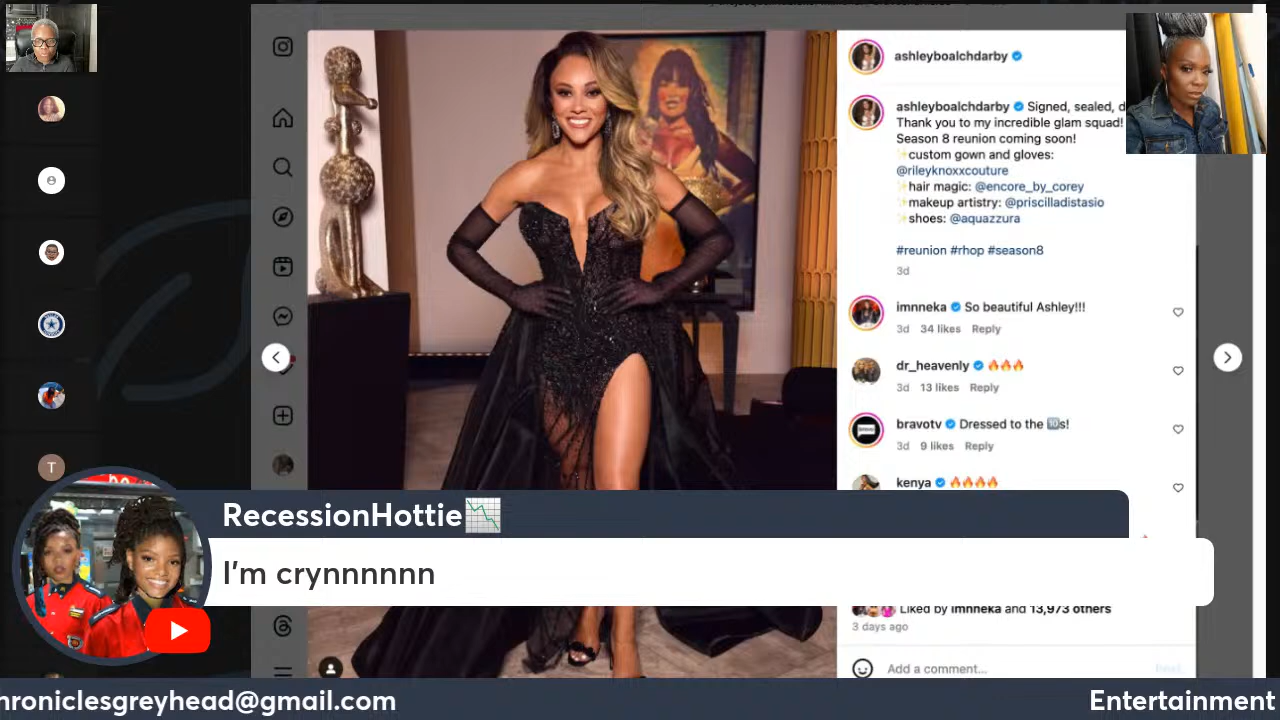 ashleyboalchdarby
ashleyboalchdarby Signed, sealed, d
Thank you to my incredible glam squad!
Season 8 reunion coming soon!
✨custom gown and gloves:
@rileyknoxxcouture
✨hair magic: @encore_by_corey
✨makeup artistry: @priscilladistasio
✨shoes: @aquazzura
#reunion #rhop #season8
3d
imnneka So beautiful Ashley!!!
3d 34 likes Reply
dr_heavenly 🔥🔥🔥
3d 13 likes Reply
bravotv Dressed to the 🔟s!
3d 9 likes Reply
kenya 🔥🔥🔥🔥
T
RecessionHottie📉
I'm crynnnnnn
Liked by imnneka and 13,973 others
3 days ago
Add a comment...
Post
hroniclesgreyhead@gmail.com
Entertainment